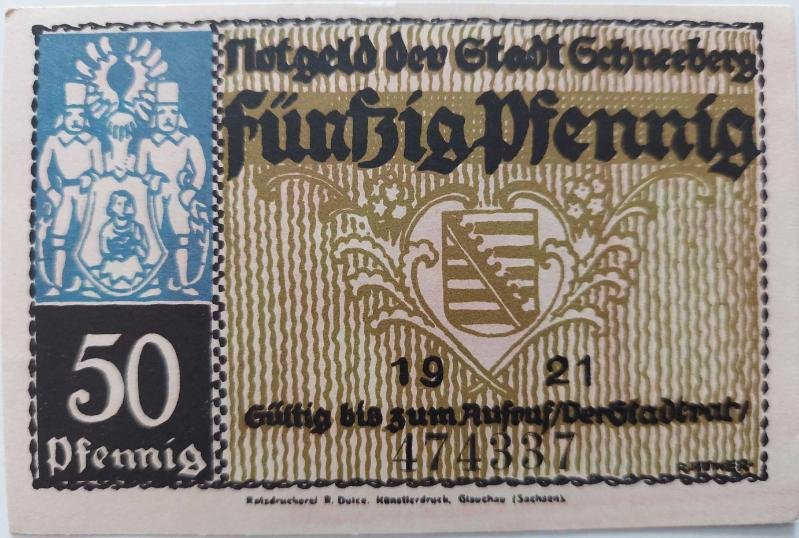 Notgeld der Stadt Schneeberg
Fünfzig Pfennig
50
Pfennig
19 21
Gültig bis zum Aufruf/Der Stadtrat/
474337
Ratsdruckerei R. Dulce, Künstlerdruck, Glauchau (Sachsen).